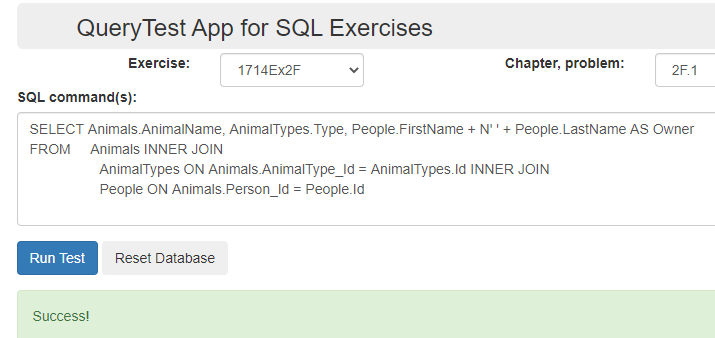 QueryTest App for SQL Exercises
Exercise: 1714Ex2F Chapter, problem: 2F.1
SQL command(s):
SELECT Animals.AnimalName, AnimalTypes.Type, People.FirstName + N' ' + People.LastName AS Owner
FROM Animals INNER JOIN
AnimalTypes ON Animals.AnimalType_Id = AnimalTypes.Id INNER JOIN
People ON Animals.Person_Id = People.Id
Run Test Reset Database
Success!